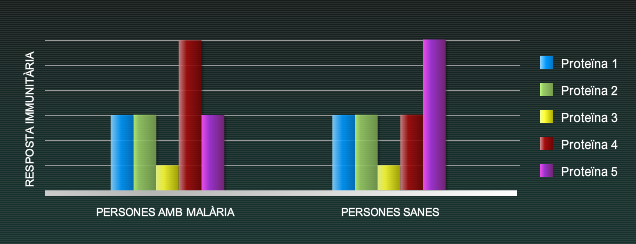 RESPOSTA IMMUNITÀRIA
PERSONES AMB MALÀRIA
PERSONES SANES
Proteïna 1
Proteïna 2
Proteïna 3
Proteïna 4
Proteïna 5